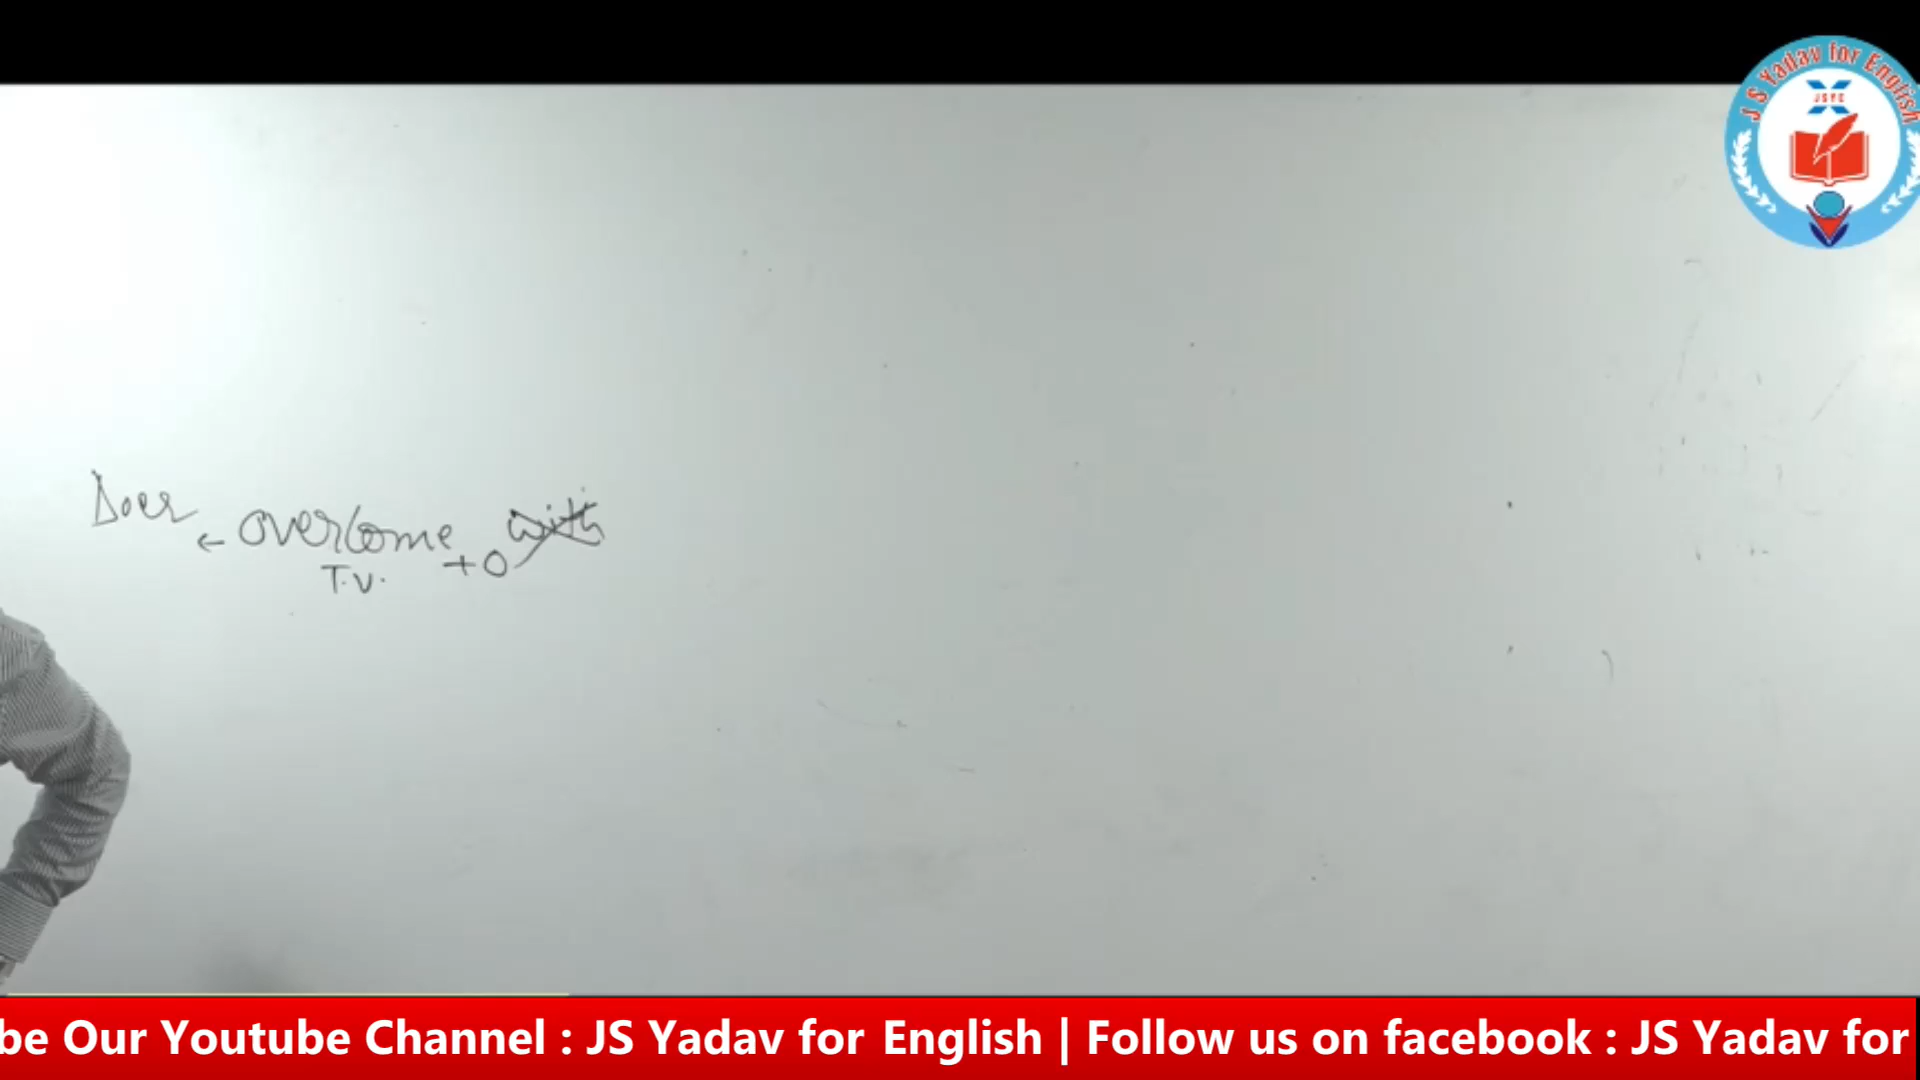 J S Yadav for English
JSYE
Doer ← overcome with
T.V. + O
be Our Youtube Channel : JS Yadav for English | Follow us on facebook : JS Yadav for